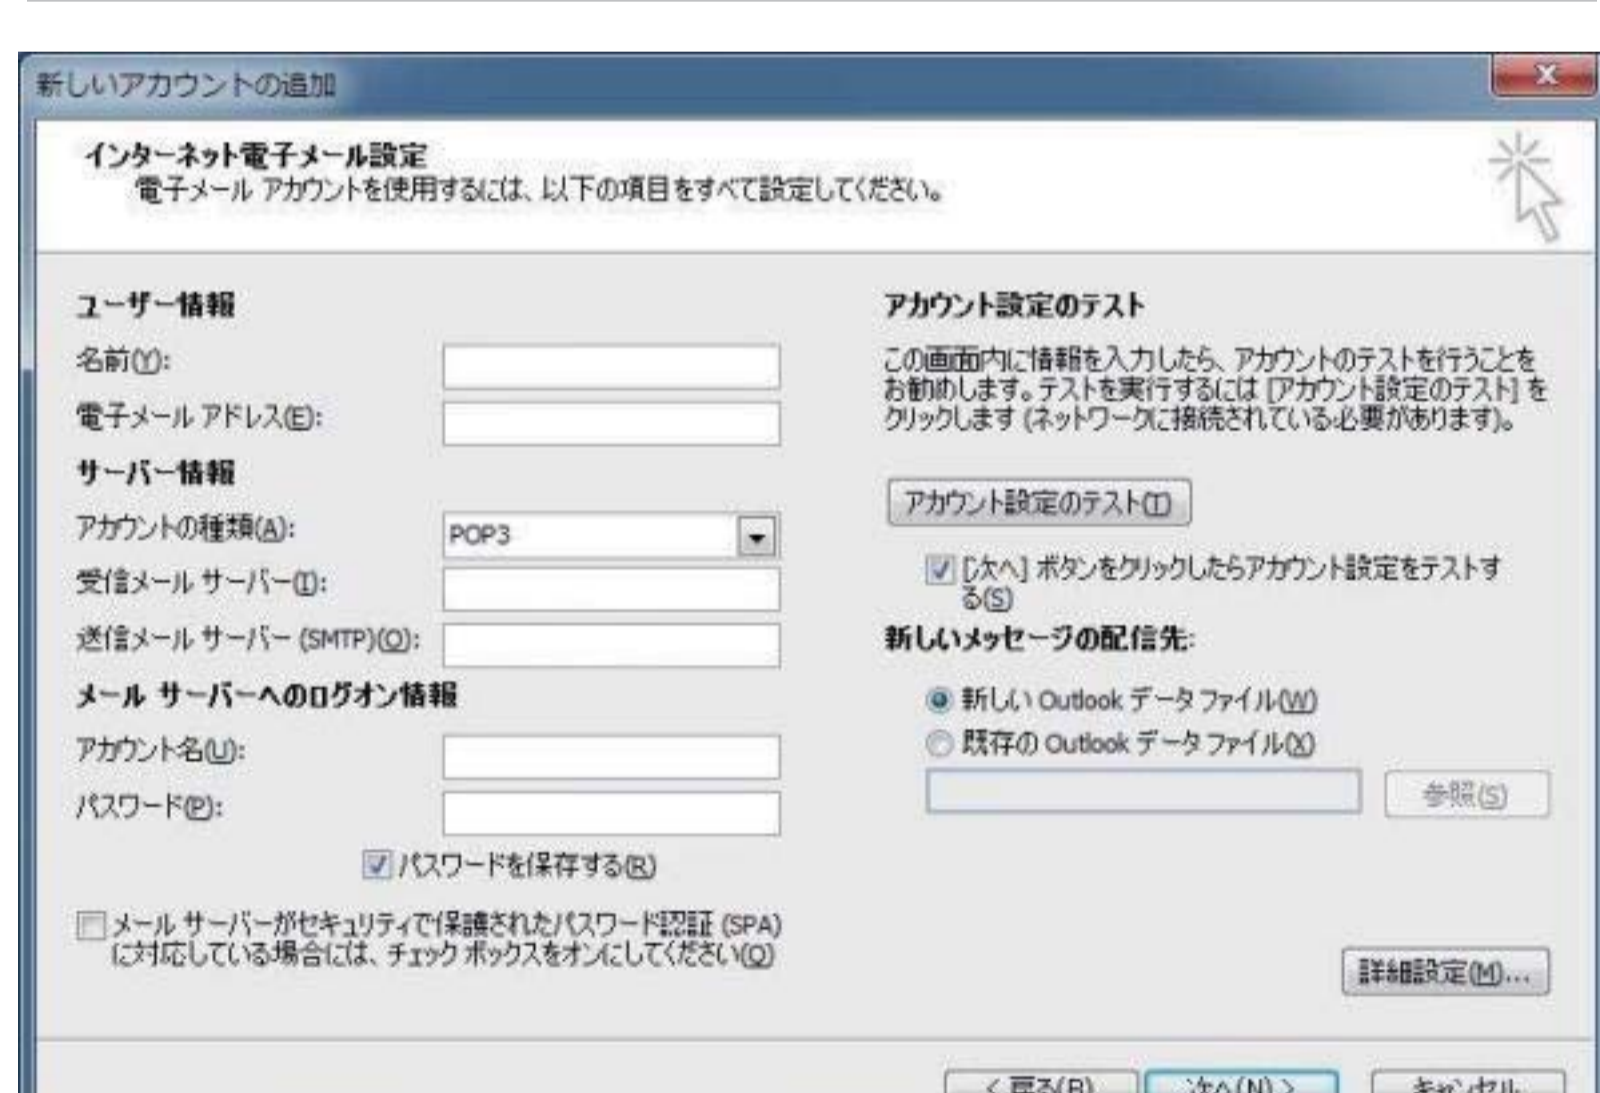 新しいアカウントの追加
インターネット電子メール設定
電子メール アカウントを使用するには、以下の項目をすべて設定してください。
ユーザー情報
名前(Y):
電子メール アドレス(E):
サーバー情報
アカウントの種類(A):
POP3
受信メール サーバー(I):
送信メール サーバー (SMTP)(O):
メール サーバーへのログオン情報
アカウント名(U):
パスワード(P):
パスワードを保存する(R)
メール サーバーがセキュリティで保護されたパスワード認証 (SPA)
に対応している場合には、チェック ボックスをオンにしてください(Q)
アカウント設定のテスト
この画面内に情報を入力したら、アカウントのテストを行うことを
お勧めします。テストを実行するには [アカウント設定のテスト] を
クリックします (ネットワークに接続されている必要があります)。
アカウント設定のテスト(T)
[次へ] ボタンをクリックしたらアカウント設定をテストす
る(S)
新しいメッセージの配信先:
新しい Outlook データ ファイル(W)
既存の Outlook データ ファイル(X)
参照(S)
詳細設定(M)...
< 戻る(B)
次へ(N) >
キャンセル